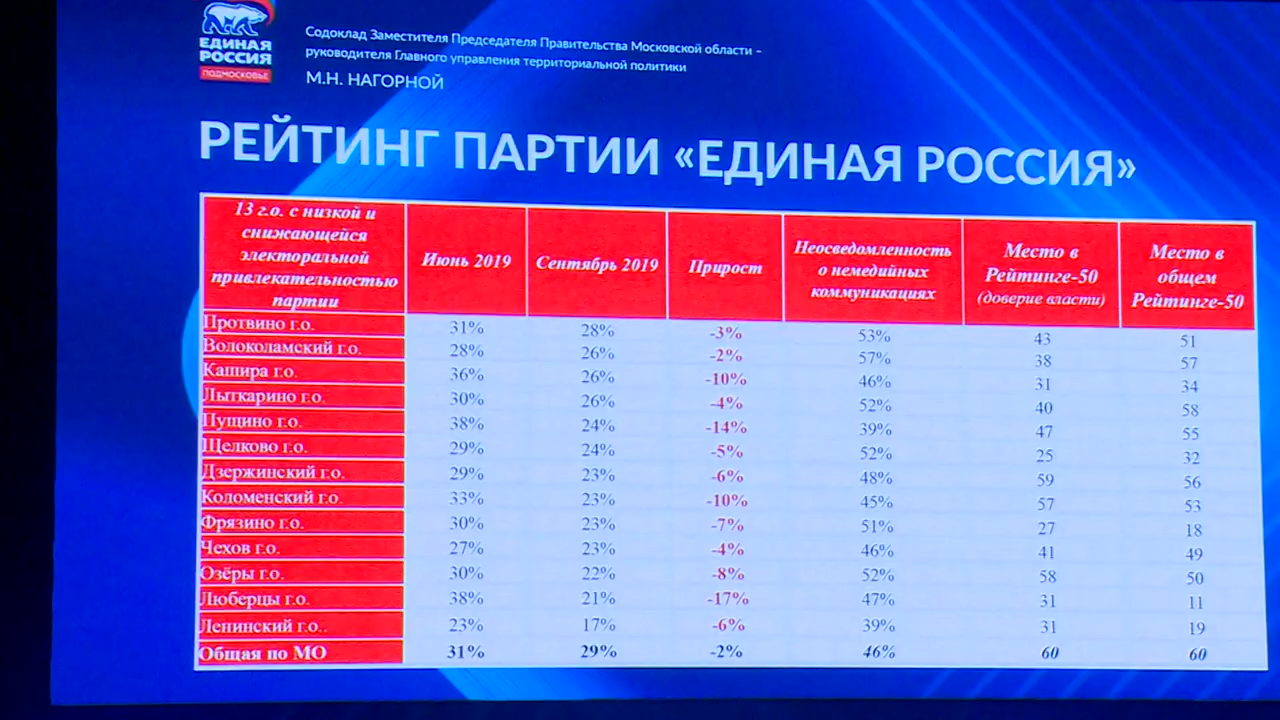 ЕДИНАЯ
РОССИЯ
ПОДМОСКОВЬЕ
Содоклад Заместителя Председателя Правительства Московской области –
руководителя Главного управления территориальной политики
М.Н. НАГОРНОЙ
РЕЙТИНГ ПАРТИИ «ЕДИНАЯ РОССИЯ»
13 г.о. с низкой и
снижающейся
электоральной
привлекательностью
партии
Июнь 2019
Сентябрь 2019
Прирост
Неосведомленность
о немедийных
коммуникациях
Место в
Рейтинге-50
(доверие власти)
Место в
общем
Рейтинге-50
Протвино г.о. 31% 28% -3% 53% 43 51
Волоколамский г.о. 28% 26% -2% 57% 38 57
Кашира г.о. 36% 26% -10% 46% 31 34
Лыткарино г.о. 30% 26% -4% 52% 40 58
Пущино г.о. 38% 24% -14% 39% 47 55
Щелково г.о. 29% 24% -5% 52% 25 32
Дзержинский г.о. 29% 23% -6% 48% 59 56
Коломенский г.о. 33% 23% -10% 45% 57 53
Фрязино г.о. 30% 23% -7% 51% 27 18
Чехов г.о. 27% 23% -4% 46% 41 49
Озёры г.о. 30% 22% -8% 52% 58 50
Люберцы г.о. 38% 21% -17% 47% 31 11
Ленинский г.о.. 23% 17% -6% 39% 31 19
Общая по МО 31% 29% -2% 46% 60 60